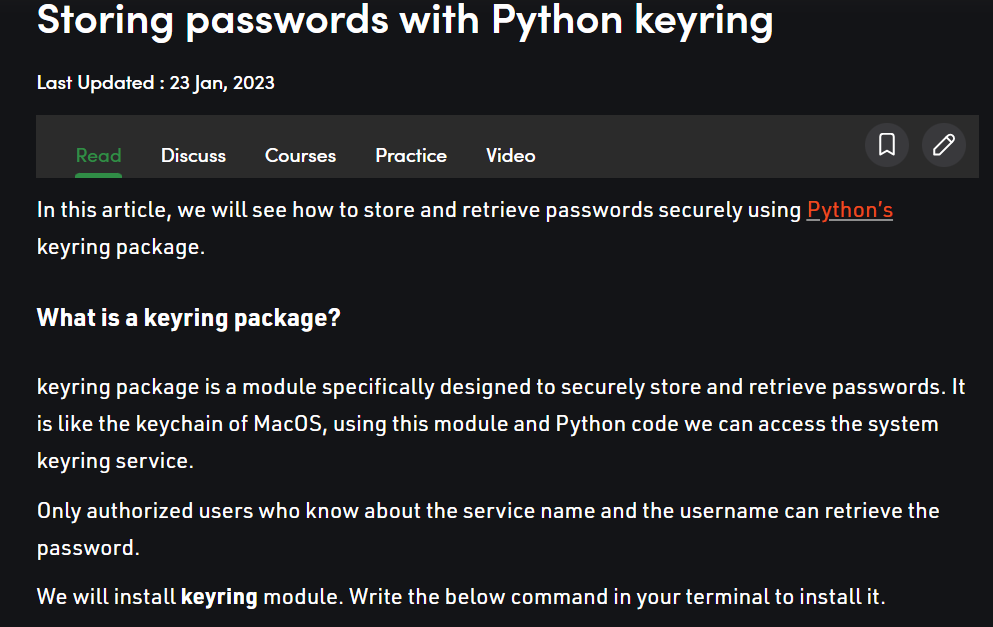 Storing passwords with Python keyring
Last Updated : 23 Jan, 2023
Read Discuss Courses Practice Video
In this article, we will see how to store and retrieve passwords securely using Python's
keyring package.
What is a keyring package?
keyring package is a module specifically designed to securely store and retrieve passwords. It
is like the keychain of MacOS, using this module and Python code we can access the system
keyring service.
Only authorized users who know about the service name and the username can retrieve the
password.
We will install keyring module. Write the below command in your terminal to install it.